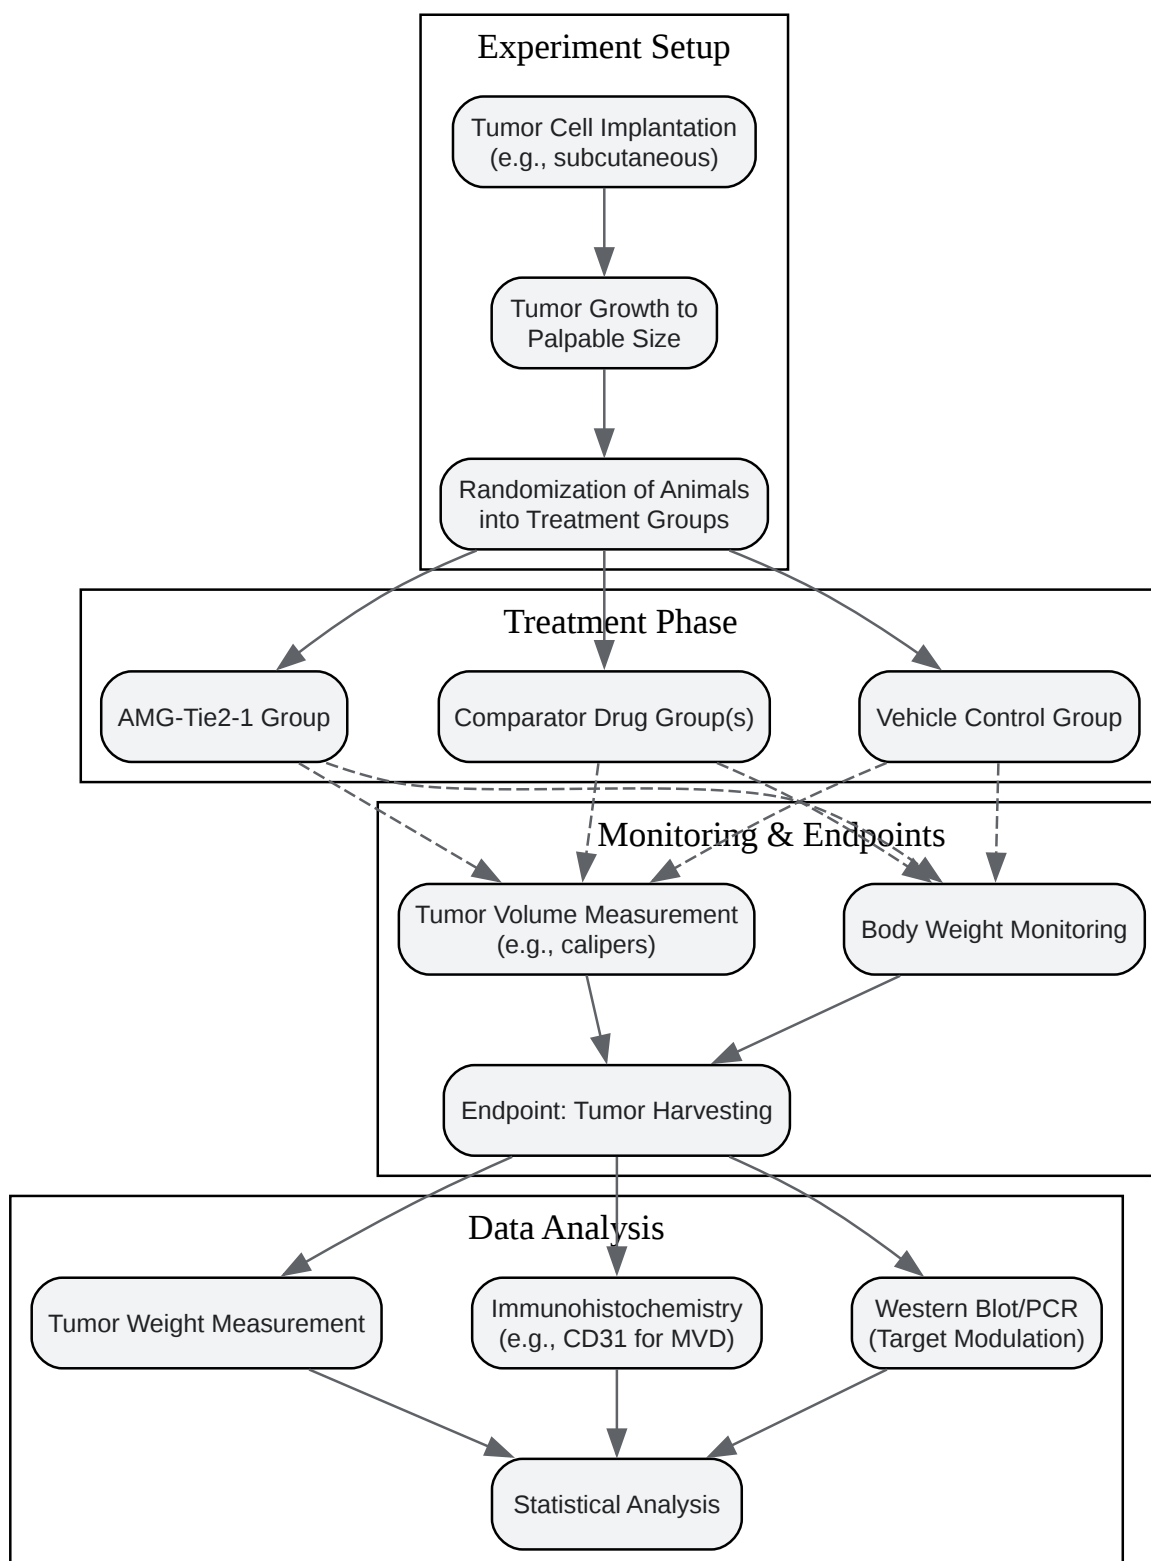 Experiment Setup
Tumor Cell Implantation
(e.g., subcutaneous)
Tumor Growth to
Palpable Size
Randomization of Animals
into Treatment Groups
Treatment Phase
AMG-Tie2-1 Group
Comparator Drug Group(s)
Vehicle Control Group
Monitoring & Endpoints
Tumor Volume Measurement
(e.g., calipers)
Body Weight Monitoring
Endpoint: Tumor Harvesting
Data Analysis
Tumor Weight Measurement
Immunohistochemistry
(e.g., CD31 for MVD)
Western Blot/PCR
(Target Modulation)
Statistical Analysis